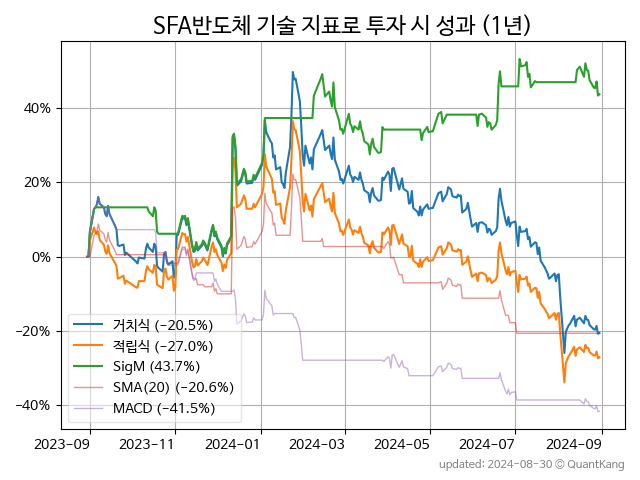 SFA반도체 기술 지표로 투자 시 성과 (1년)
40%
20%
0%
−20%
−40%
거치식 (−20.5%)
적립식 (−27.0%)
SigM (43.7%)
SMA(20) (−20.6%)
MACD (−41.5%)
2023-09 2023-11 2024-01 2024-03 2024-05 2024-07 2024-09
updated: 2024-08-30 © QuantKang